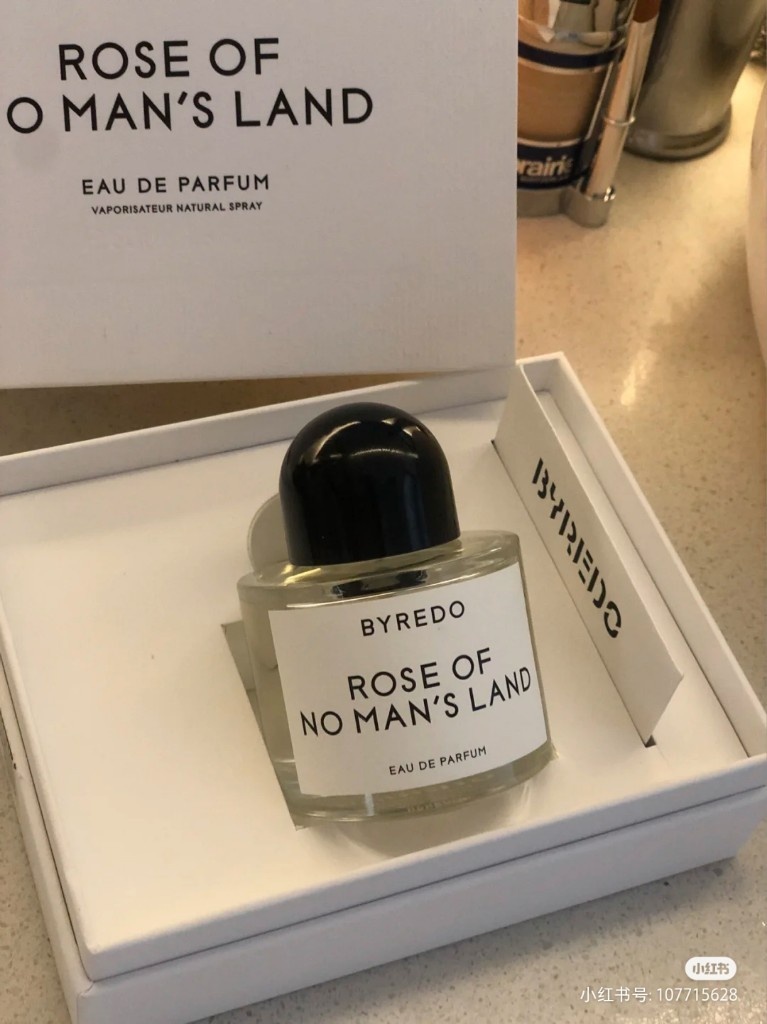 ROSE OF
O MAN'S LAND
EAU DE PARFUM
VAPORISATEUR NATURAL SPRAY
rairie
BYREDO
BYREDO
ROSE OF
NO MAN'S LAND
EAU DE PARFUM
小红书
小红书号: 107715628